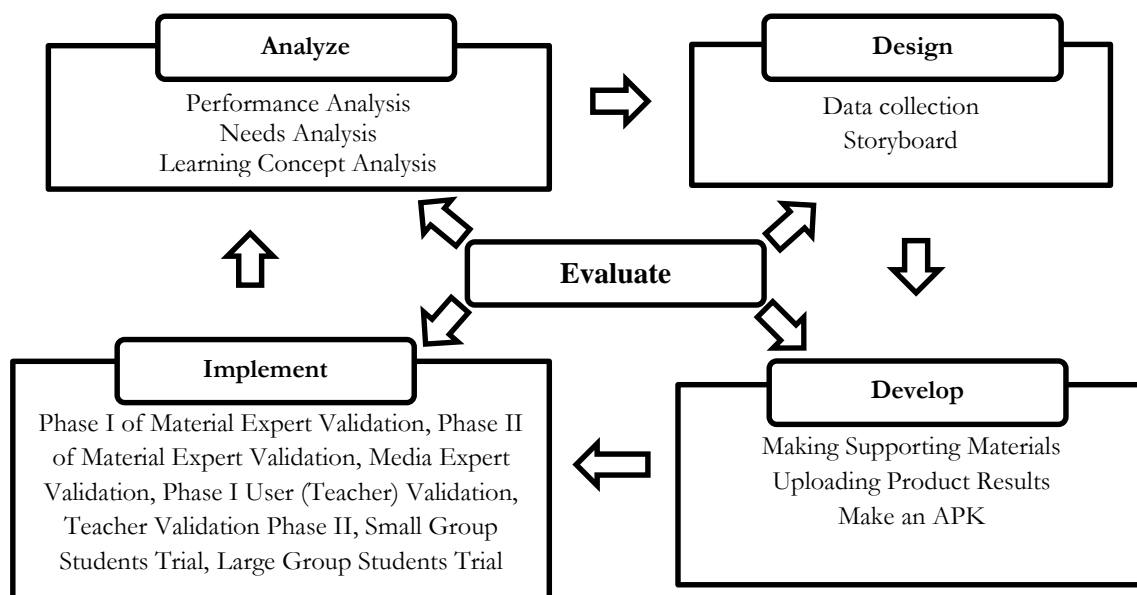 Analyze
Performance Analysis
Needs Analysis
Learning Concept Analysis
Design
Data collection
Storyboard
Evaluate
Implement
Phase I of Material Expert Validation, Phase II
of Material Expert Validation, Media Expert
Validation, Phase I User (Teacher) Validation,
Teacher Validation Phase II, Small Group
Students Trial, Large Group Students Trial
Develop
Making Supporting Materials
Uploading Product Results
Make an APK